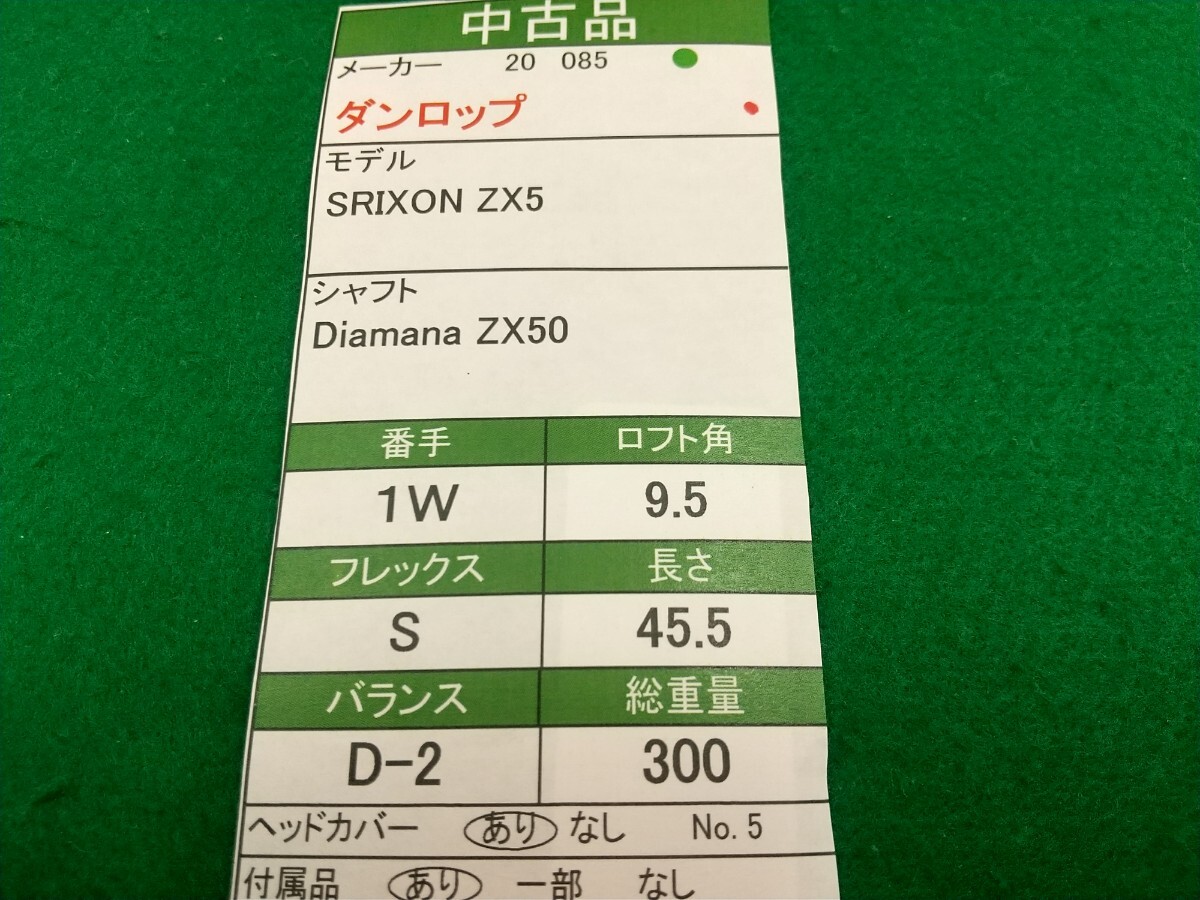 中古品
メーカー 20 085
ダンロップ
モデル
SRIXON ZX5
シャフト
Diamana ZX50
番手 ロフト角
1W 9.5
フレックス 長さ
S 45.5
バランス 総重量
D-2 300
ヘッドカバー あり なし No.5
付属品 あり 一部 なし